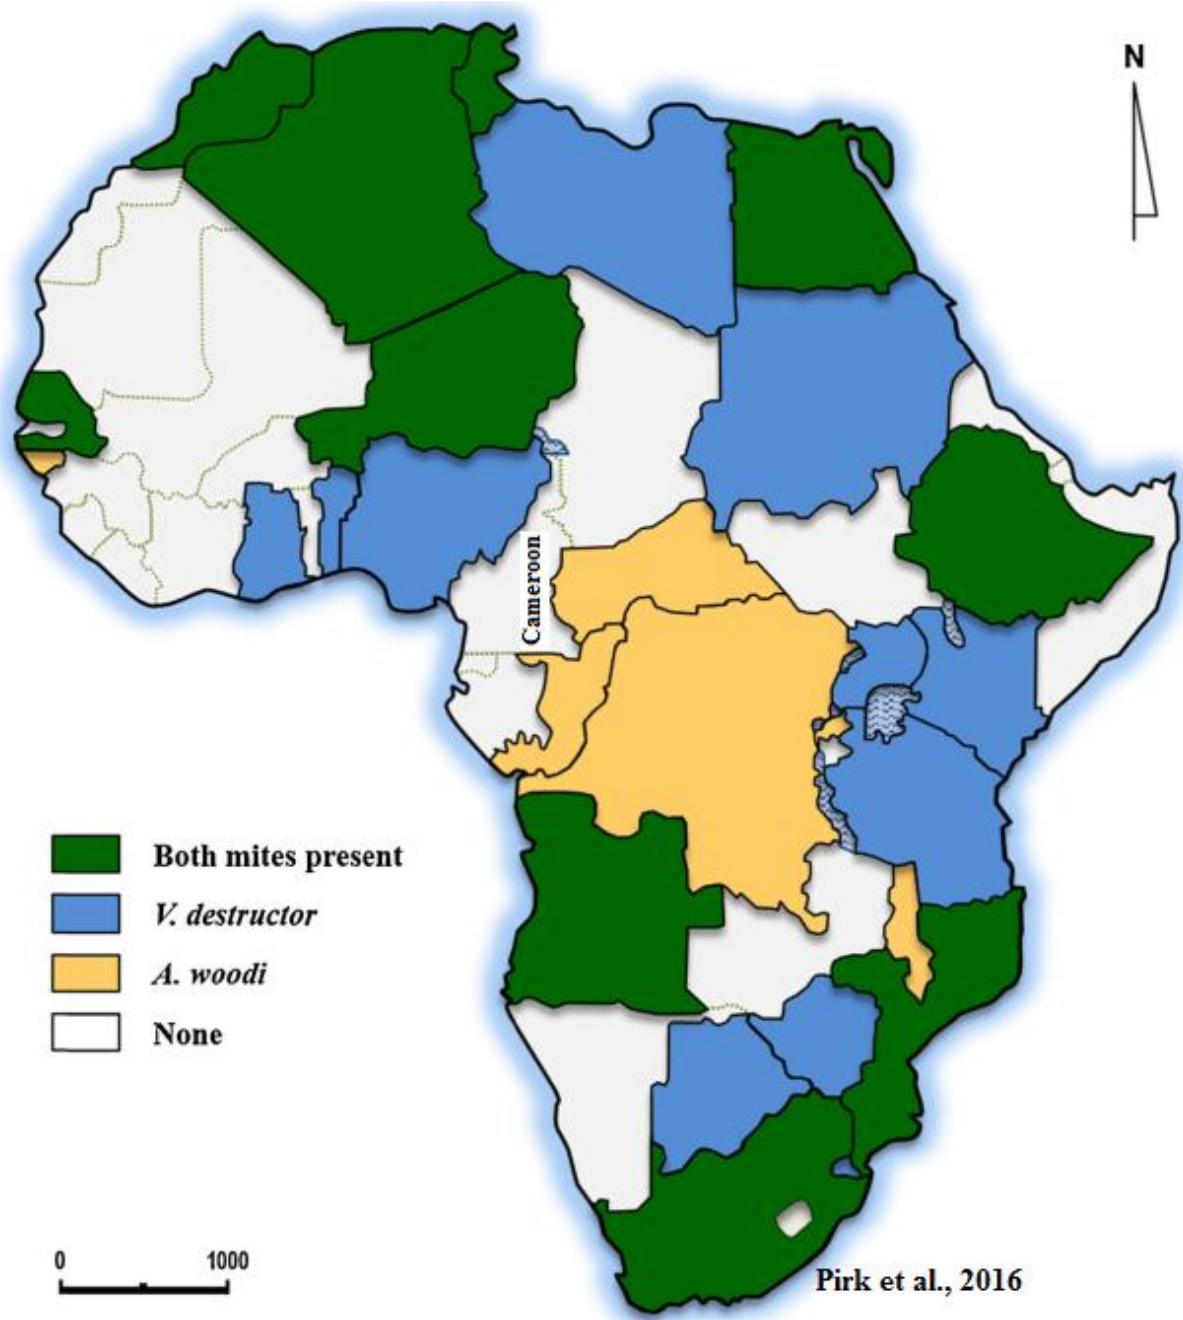 N
Cameroon
Both mites present
V. destructor
A. woodi
None
0 1000
Pirk et al., 2016